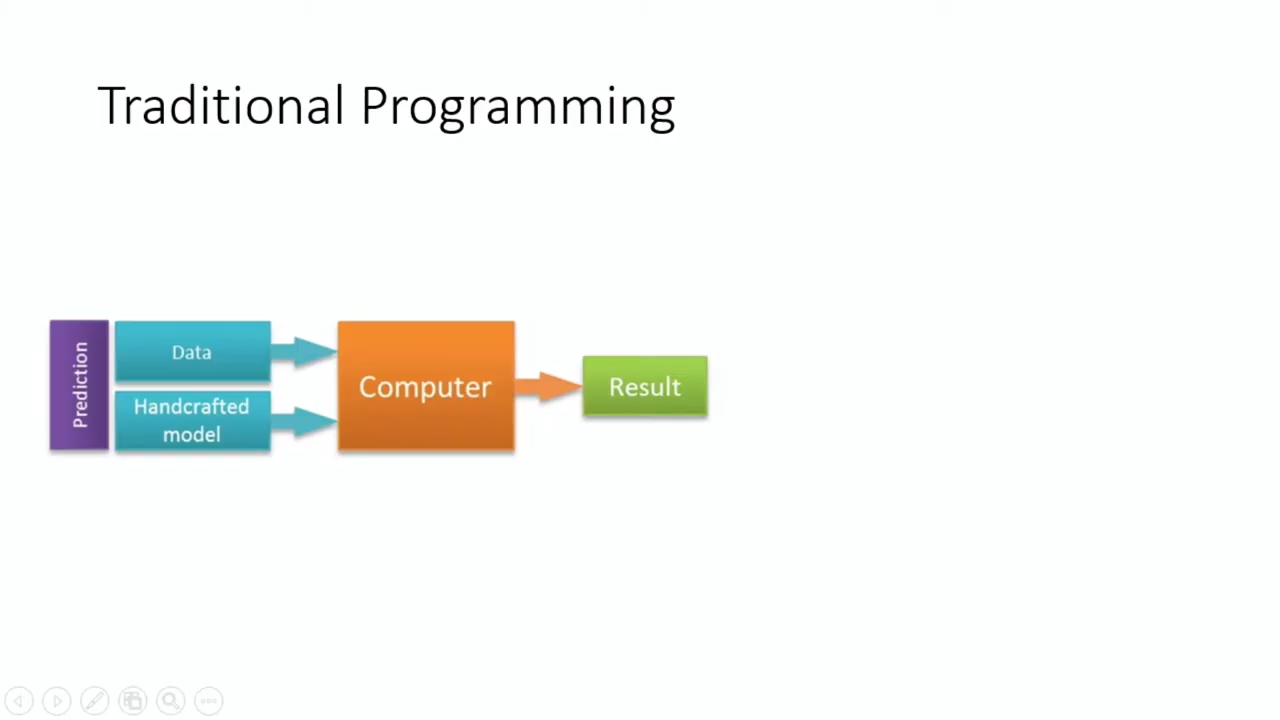 Traditional Programming
Prediction
Data
Handcrafted
model
Computer
Result